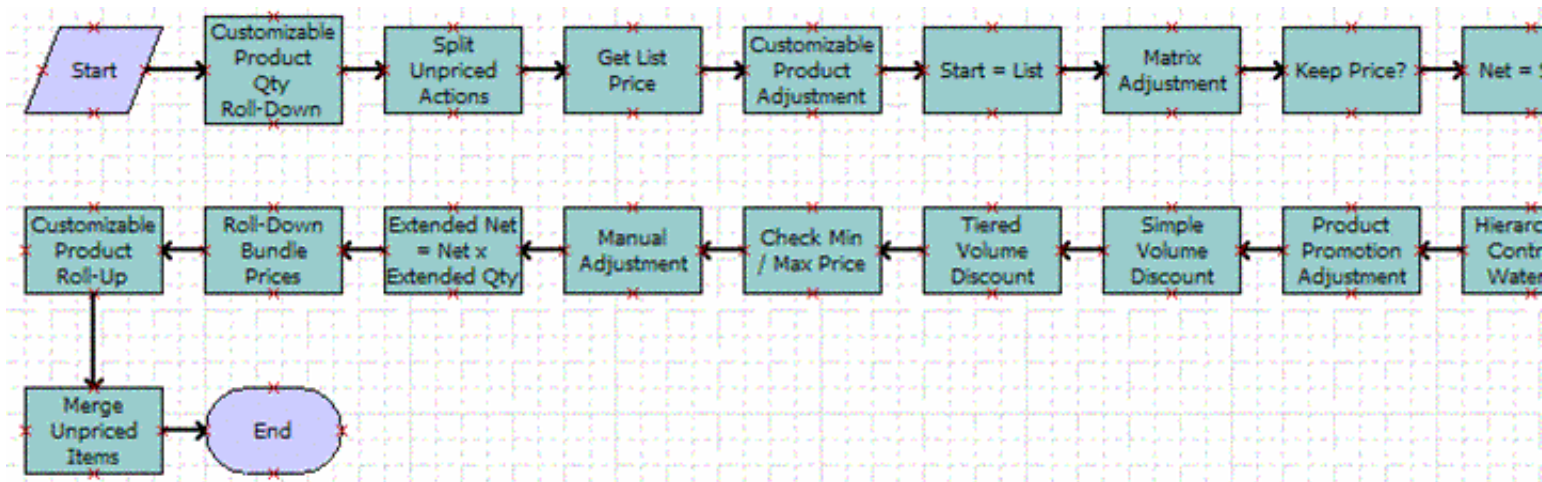 Start
Customizable
Product
Qty
Roll-Down
Split
Unpriced
Actions
Get List
Price
Customizable
Product
Adjustment
Start = List
Matrix
Adjustment
Keep Price?
Net =
Customizable
Product
Roll-Up
Roll-Down
Bundle
Prices
Extended Net
= Net x
Extended Qty
Manual
Adjustment
Check Min
/ Max Price
Tiered
Volume
Discount
Simple
Volume
Discount
Product
Promotion
Adjustment
Merge
Unpriced
Items
End